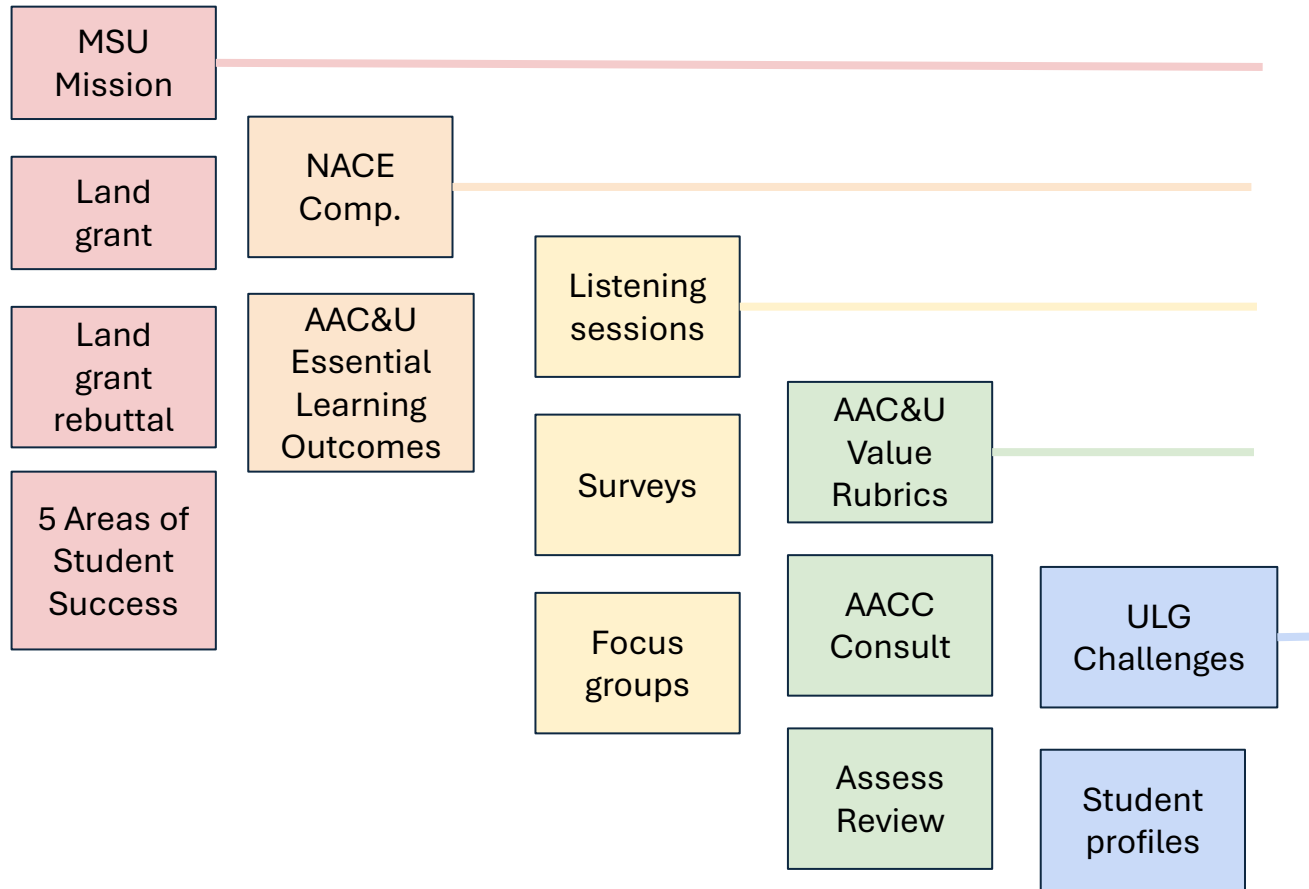 MSU
Mission
Land
grant
Land
grant
rebuttal
5 Areas of
Student
Success
NACE
Comp.
AAC&U
Essential
Learning
Outcomes
Listening
sessions
Surveys
Focus
groups
AAC&U
Value
Rubrics
AACC
Consult
Assess
Review
ULG
Challenges
Student
profiles